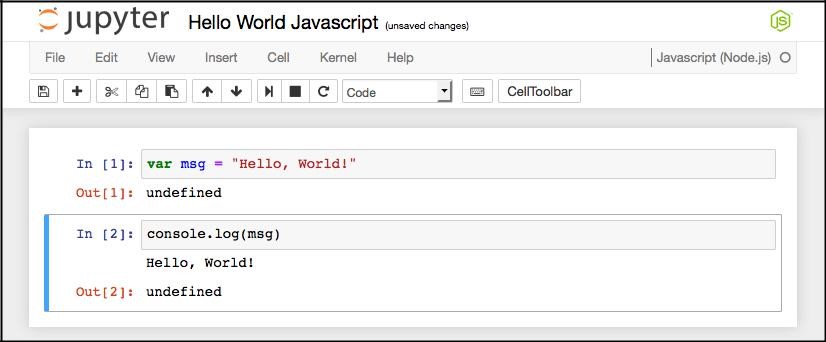 jupyter Hello World Javascript (unsaved changes)
JS
File Edit View Insert Cell Kernel Help Javascript (Node.js)
Code CellToolbar
In [1]: var msg = "Hello, World!"
Out[1]: undefined
In [2]: console.log(msg)
Hello, World!
Out[2]: undefined